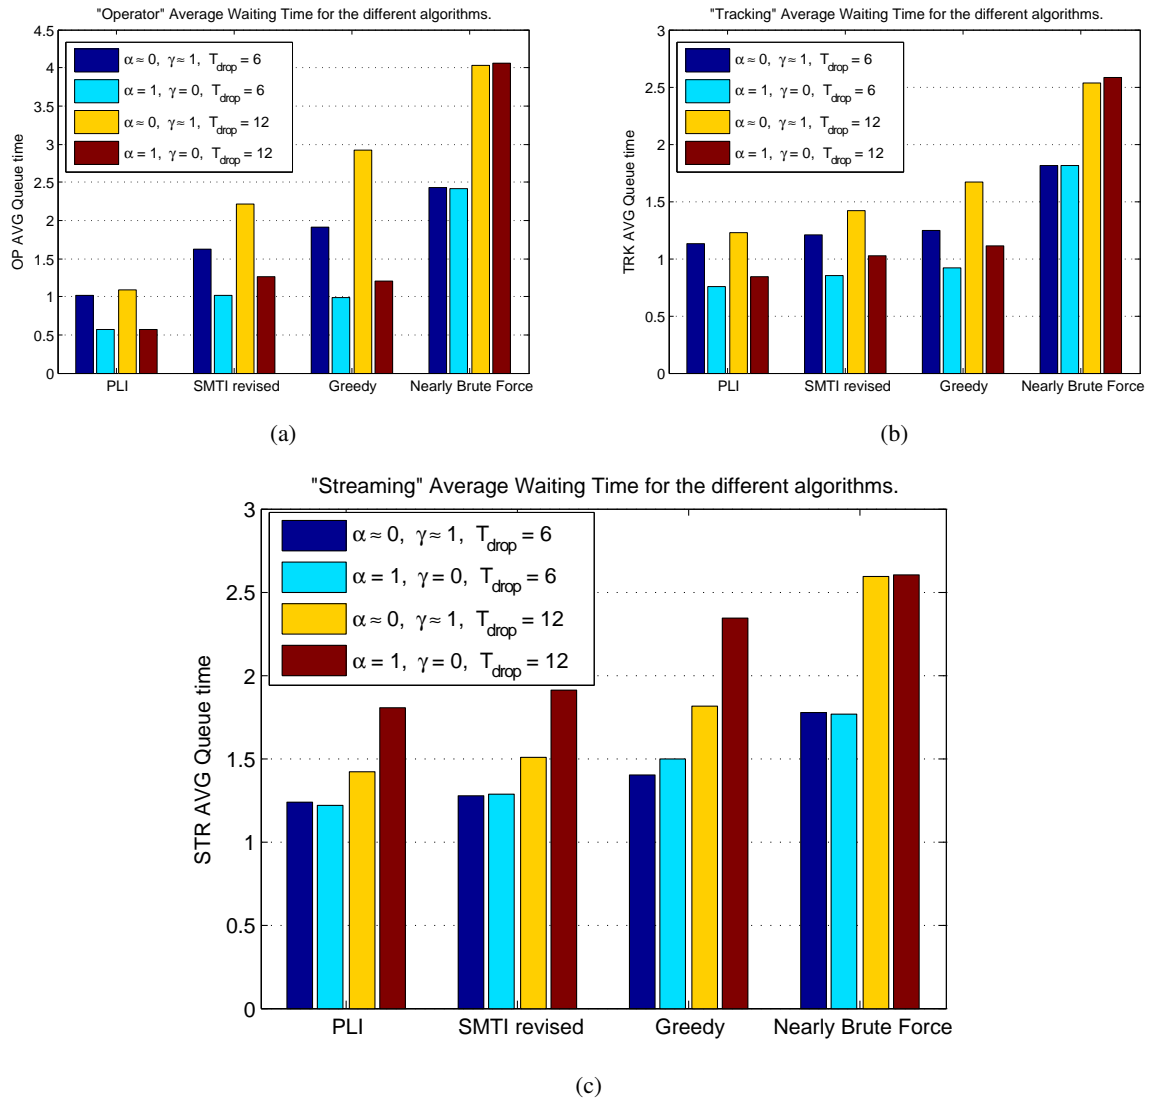 "Operator" Average Waiting Time for the different algorithms.
4.5
4
3.5
3
2.5
2
1.5
1
0.5
0
OP AVG Queue time
α ≈ 0, γ ≈ 1, T_drop = 6
α = 1, γ = 0, T_drop = 6
α ≈ 0, γ ≈ 1, T_drop = 12
α = 1, γ = 0, T_drop = 12
PLI SMTI revised Greedy Nearly Brute Force
(a)
"Tracking" Average Waiting Time for the different algorithms.
3
2.5
2
1.5
1
0.5
0
TRK AVG Queue time
α ≈ 0, γ ≈ 1, T_drop = 6
α = 1, γ = 0, T_drop = 6
α ≈ 0, γ ≈ 1, T_drop = 12
α = 1, γ = 0, T_drop = 12
PLI SMTI revised Greedy Nearly Brute Force
(b)
"Streaming" Average Waiting Time for the different algorithms.
3
2.5
2
1.5
1
0.5
0
STR AVG Queue time
α ≈ 0, γ ≈ 1, T_drop = 6
α = 1, γ = 0, T_drop = 6
α ≈ 0, γ ≈ 1, T_drop = 12
α = 1, γ = 0, T_drop = 12
PLI SMTI revised Greedy Nearly Brute Force
(c)